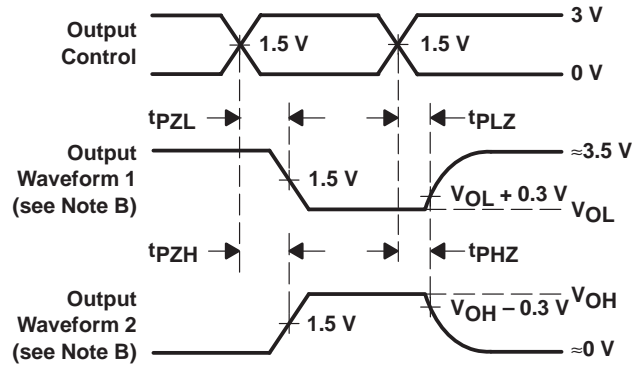 3 V
Output
Control
1.5 V
1.5 V
0 V
tPZL
tPLZ
Output
Waveform 1
(see Note B)
≈3.5 V
1.5 V
VOL + 0.3 V
VOL
tPZH
tPHZ
Output
Waveform 2
(see Note B)
VOH
VOH – 0.3 V
1.5 V
≈0 V